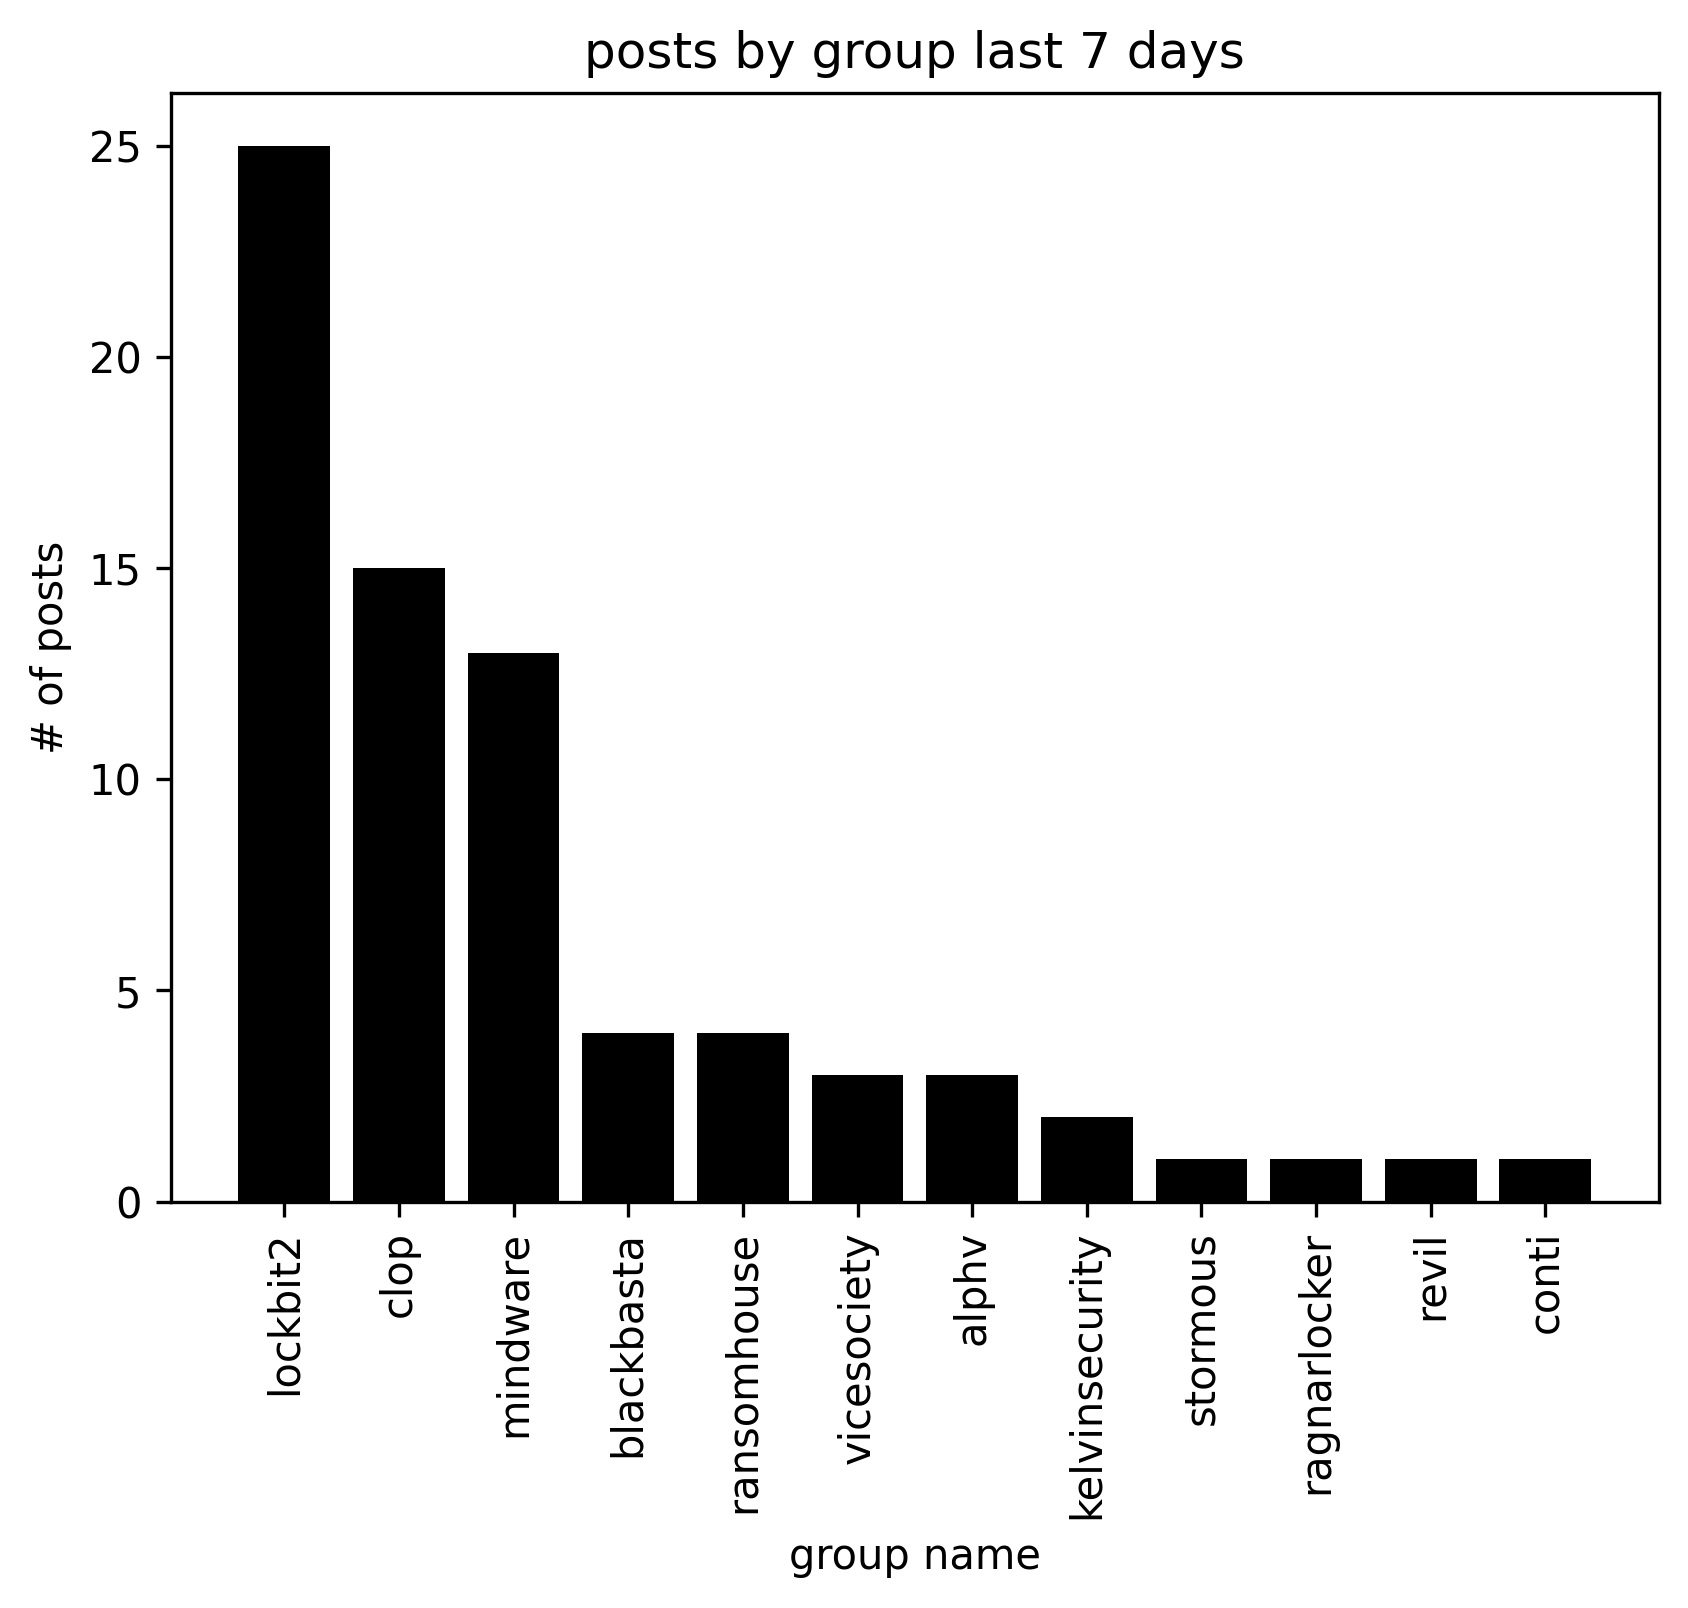 posts by group last 7 days
# of posts
25
20
15
10
5
0
lockbit2
clop
mindware
blackbasta
ransomhouse
vicesociety
alphv
kelvinsecurity
stormous
ragnarlocker
revil
conti
group name